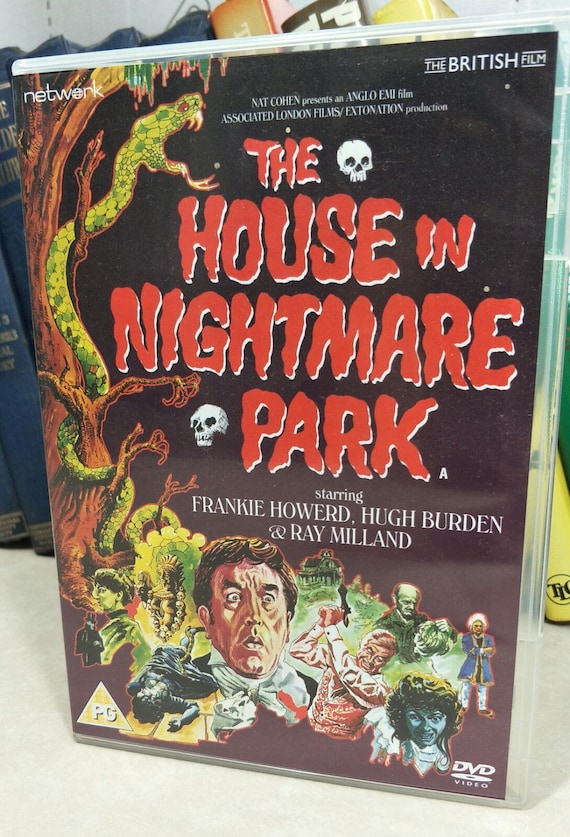 network
THE BRITISH FILM
NAT COHEN presents an ANGLO EMI film
ASSOCIATED LONDON FILMS/ EXTONATION production
THE
HOUSE IN
NIGHTMARE
PARK
A
starring
FRANKIE HOWERD, HUGH BURDEN
& RAY MILLAND
PG
DVD
VIDEO